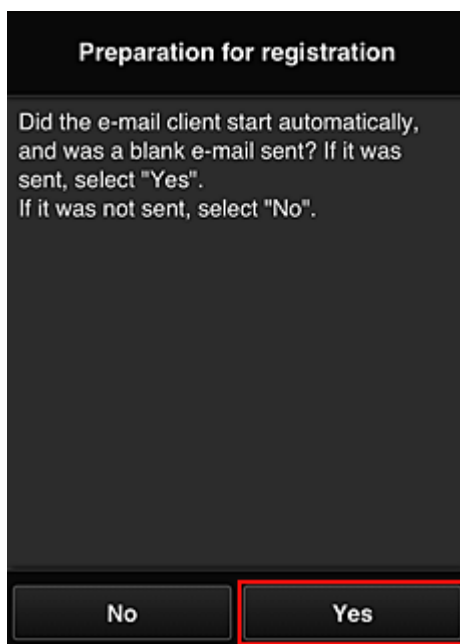 Preparation for registration
Did the e-mail client start automatically,
and was a blank e-mail sent? If it was
sent, select "Yes".
If it was not sent, select "No".
No
Yes